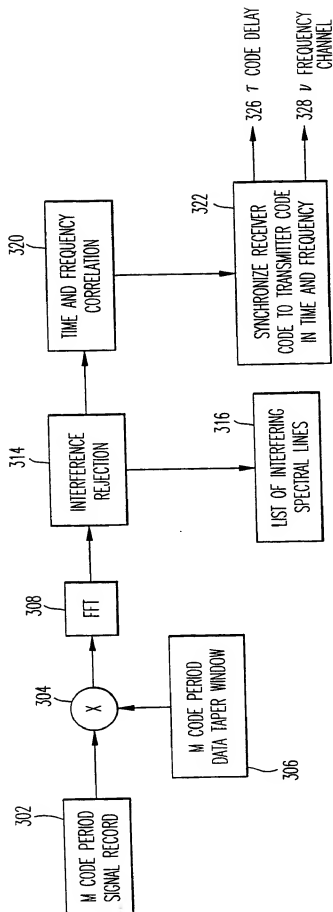 302
M CODE PERIOD
SIGNAL RECORD
304
X
M CODE PERIOD
DATA TAPER WINDOW
306
308
FFT
314
INTERFERENCE
REJECTION
LIST OF INTERFERING
SPECTRAL LINES
316
320
TIME AND FREQUENCY
CORRELATION
322
SYNCHRONIZE RECEIVER
CODE TO TRANSMITTER CODE
IN TIME AND FREQUENCY
326 τ CODE DELAY
328 ν FREQUENCY
CHANNEL